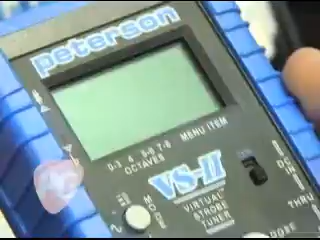 peterson
0-3 4 5-6 7-8 MENU ITEM
OCTAVES
VS-II
VIRTUAL
STROBE
TUNER
DC IN
THRU